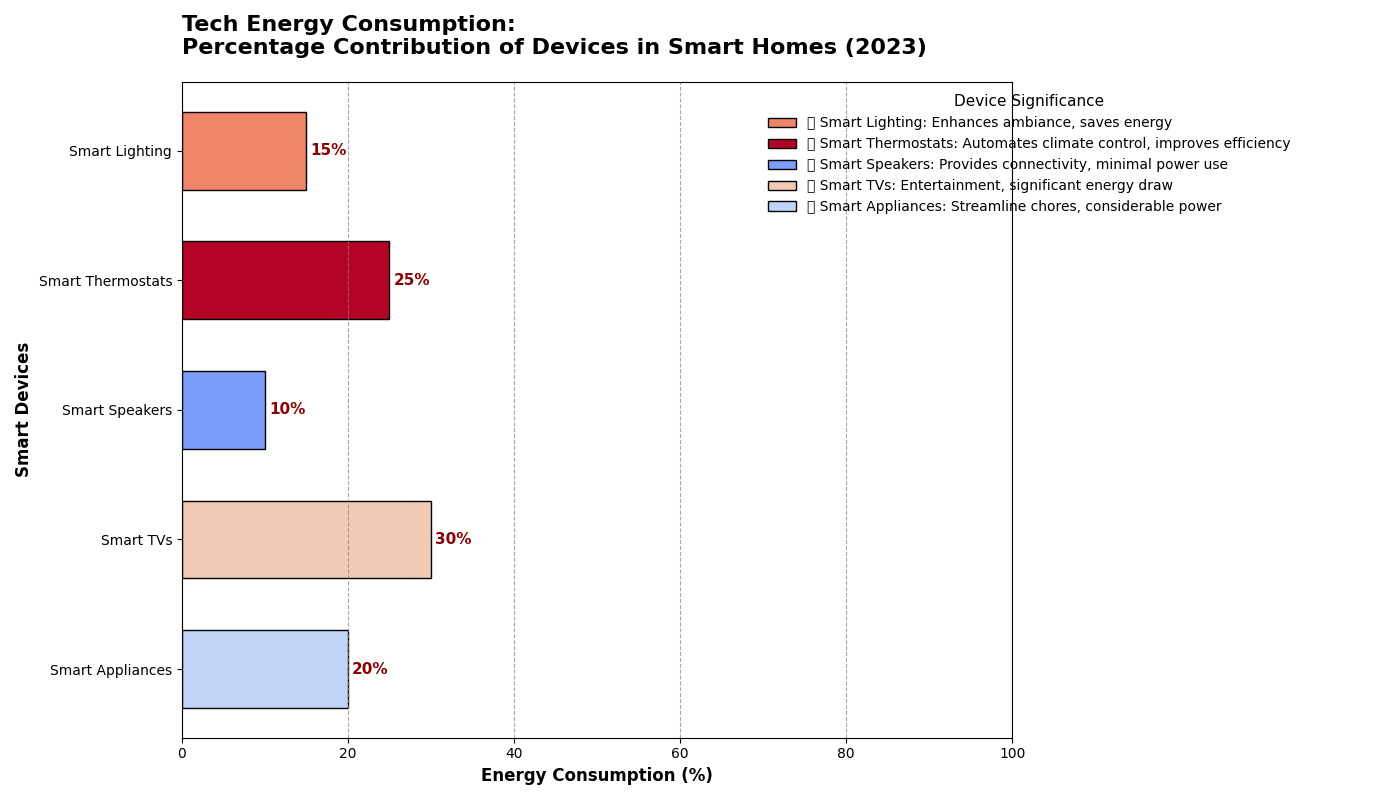 Tech Energy Consumption:
Percentage Contribution of Devices in Smart Homes (2023)
Device Significance
Smart Lighting: Enhances ambiance, saves energy
Smart Thermostats: Automates climate control, improves efficiency
Smart Speakers: Provides connectivity, minimal power use
Smart TVs: Entertainment, significant energy draw
Smart Appliances: Streamline chores, considerable power
Smart Devices
Smart Lighting
15%
Smart Thermostats
25%
Smart Speakers
10%
Smart TVs
30%
Smart Appliances
20%
0 20 40 60 80 100
Energy Consumption (%)